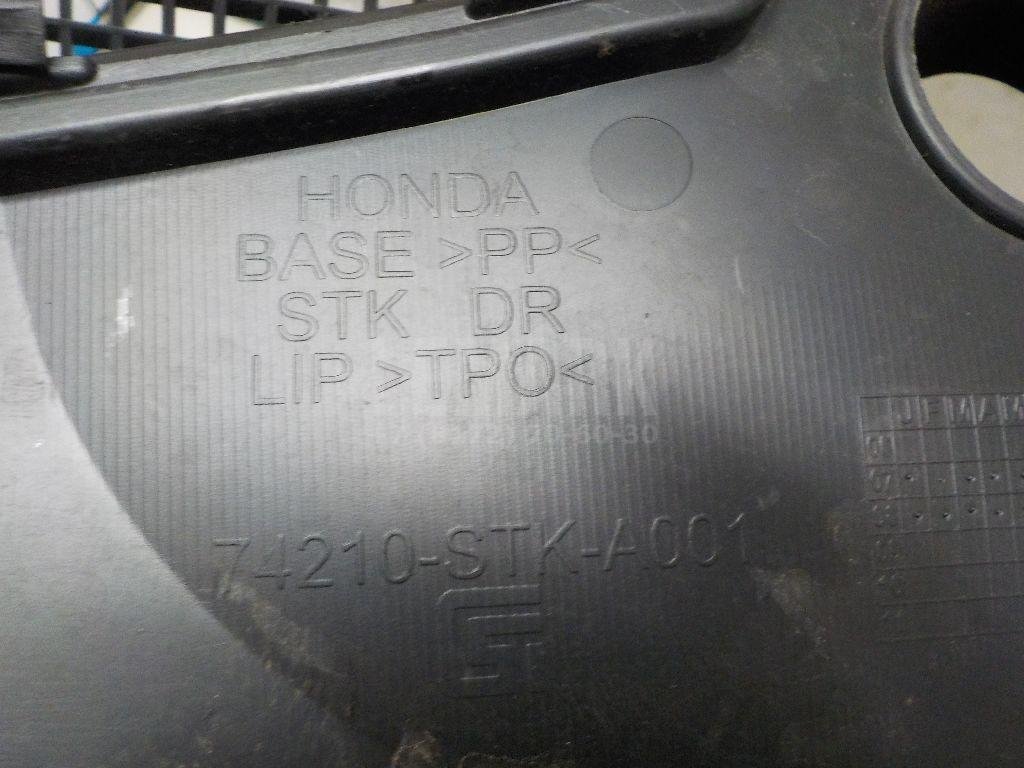 HONDA
BASE >PP<
STK DR
LIP >TPO<
74210-STK-A001
J F M A M